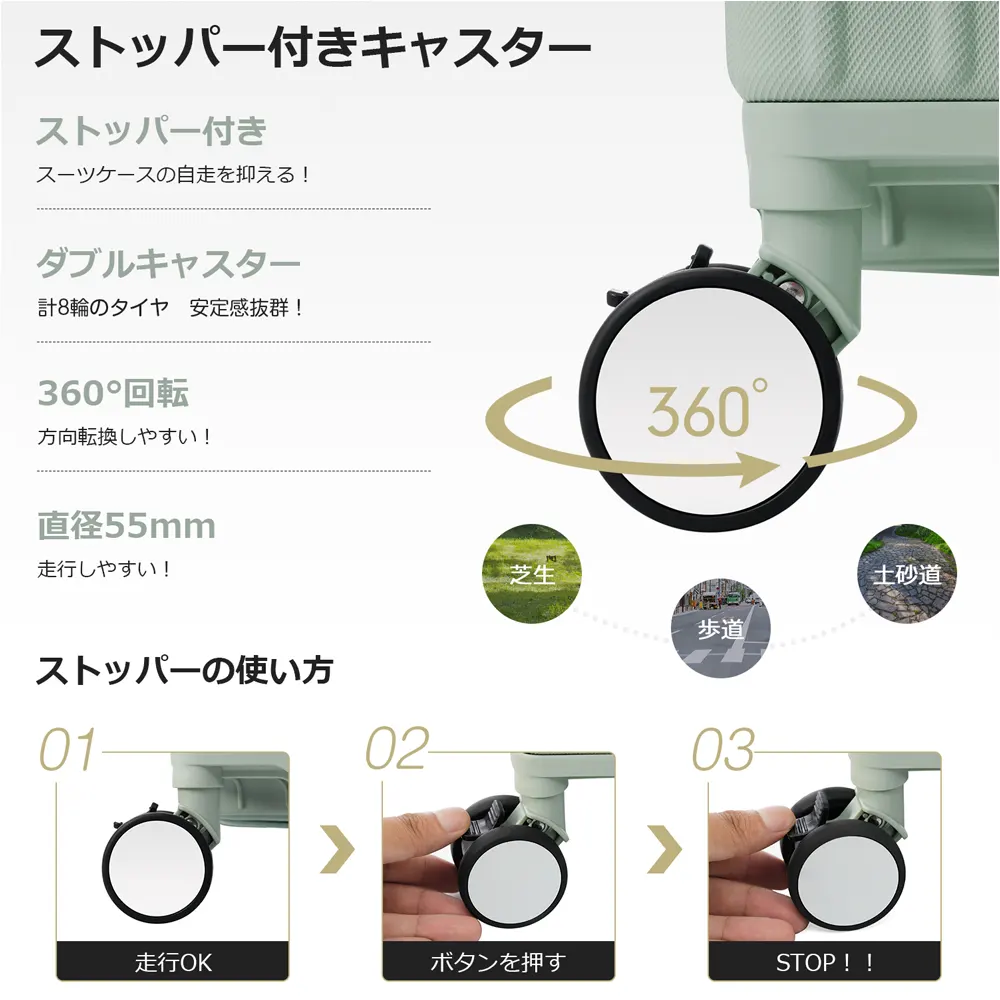 ストッパー付きキャスター
ストッパー付き
スーツケースの自走を抑える！
ダブルキャスター
計8輪のタイヤ　安定感抜群！
360°回転
方向転換しやすい！
直径55mm
走行しやすい！
360°
芝生
歩道
土砂道
ストッパーの使い方
01
02
03
走行OK
ボタンを押す
STOP！！